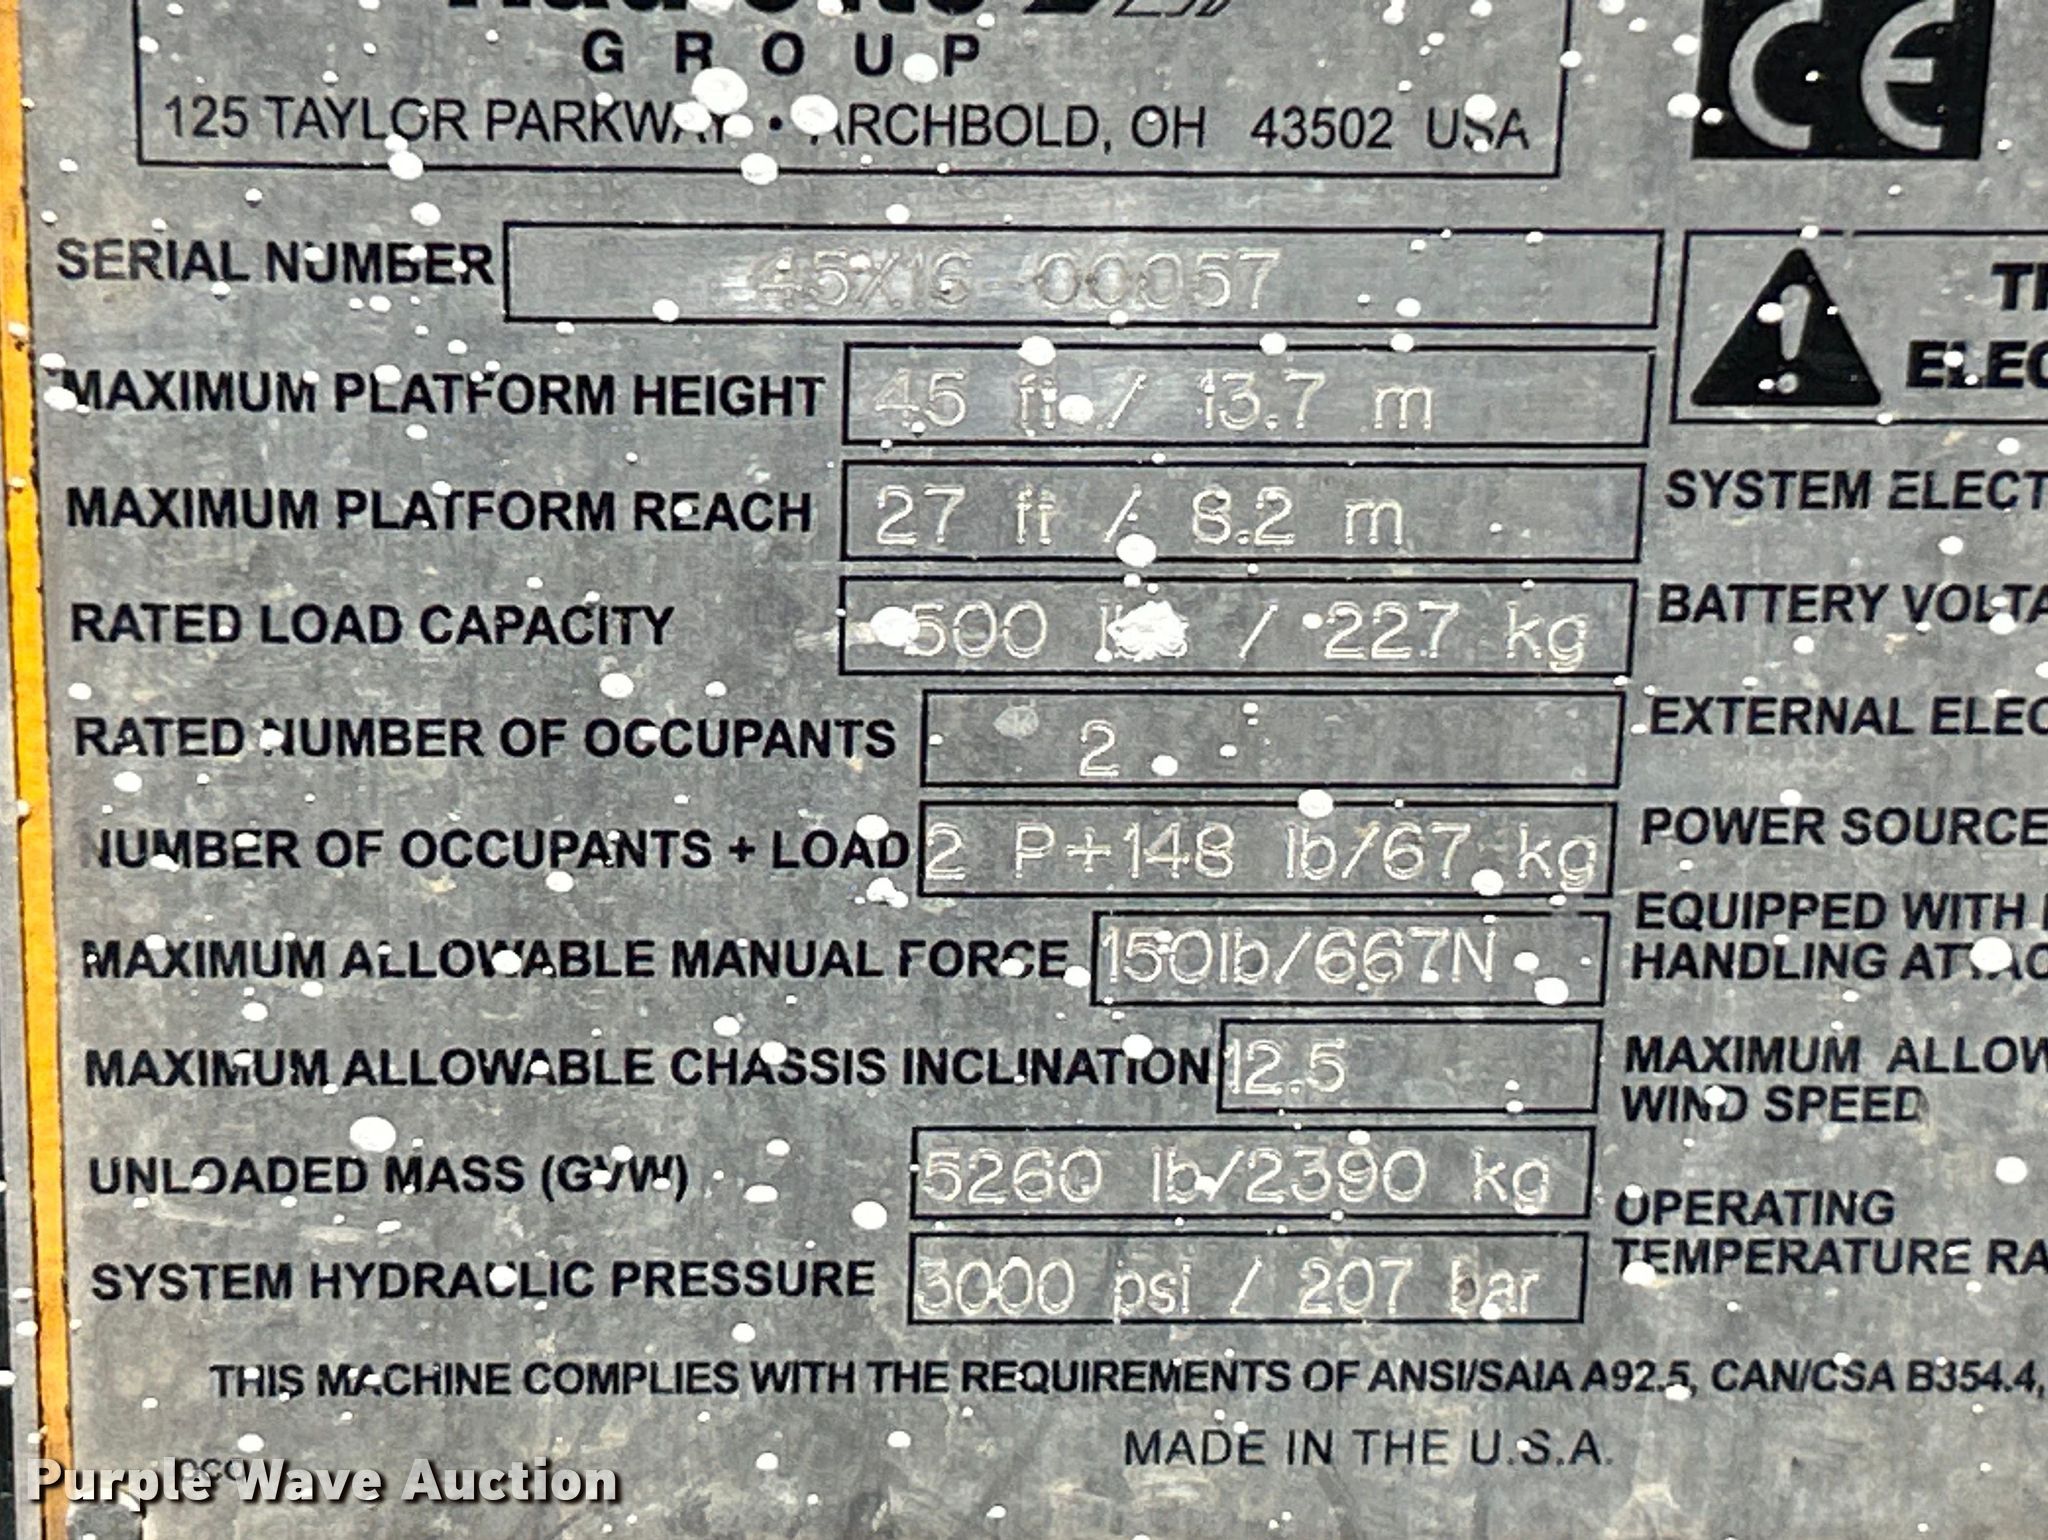 GROUP
125 TAYLOR PARKWAY • ARCHBOLD, OH 43502 USA
CE
SERIAL NUMBER 45X16 00057
MAXIMUM PLATFORM HEIGHT 45 ft / 13.7 m
MAXIMUM PLATFORM REACH 27 ft / 8.2 m
RATED LOAD CAPACITY 500 lbs / 227 kg
RATED NUMBER OF OCCUPANTS 2
NUMBER OF OCCUPANTS + LOAD 2 P+148 lb/67 kg
MAXIMUM ALLOWABLE MANUAL FORCE 150lb/667N
MAXIMUM ALLOWABLE CHASSIS INCLINATION 12.5
UNLOADED MASS (GVW) 5260 lb/2390 kg
SYSTEM HYDRAULIC PRESSURE 3000 psi / 207 bar
ELEC
SYSTEM ELECT
BATTERY VOLTA
EXTERNAL ELEC
POWER SOURCE
EQUIPPED WITH
HANDLING ATTAC
MAXIMUM ALLOW
WIND SPEED
OPERATING
TEMPERATURE RA
THIS MACHINE COMPLIES WITH THE REQUIREMENTS OF ANSI/SAIA A92.5, CAN/CSA B354.4,
MADE IN THE U.S.A.
Purple Wave Auction